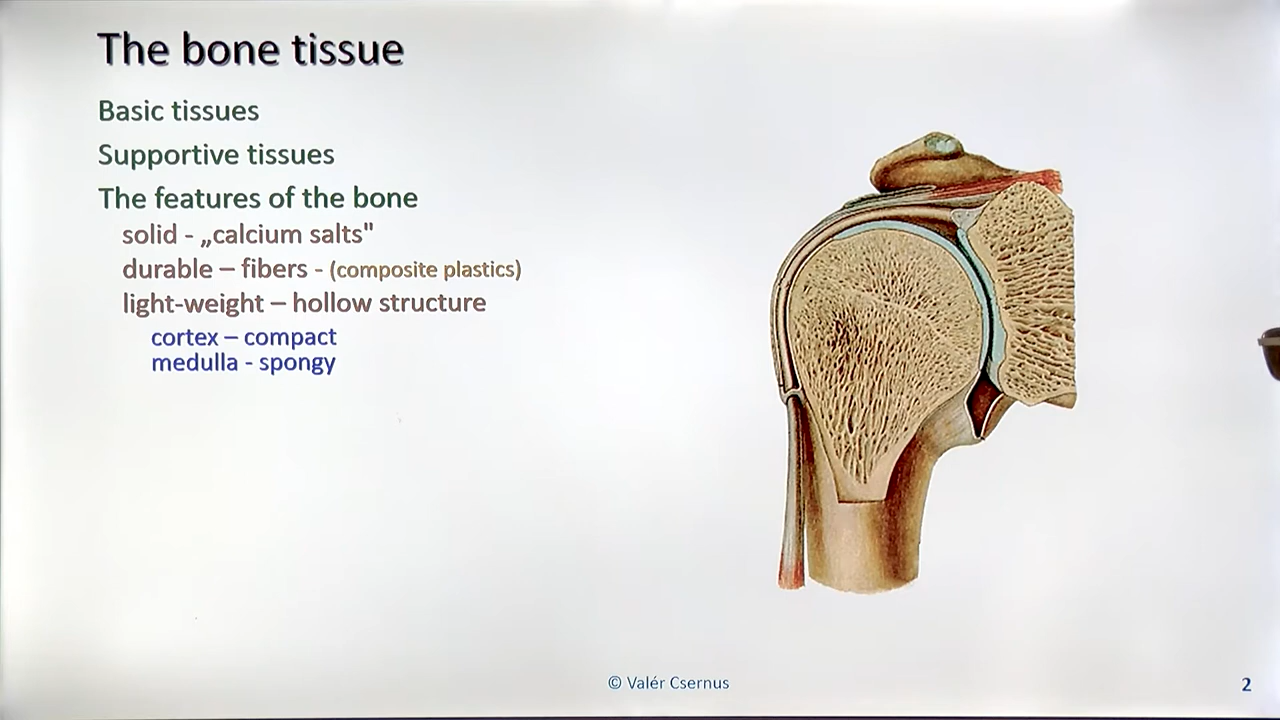 The bone tissue
Basic tissues
Supportive tissues
The features of the bone
solid - „calcium salts"
durable – fibers - (composite plastics)
light-weight – hollow structure
cortex – compact
medulla - spongy
© Valér Csernus
2